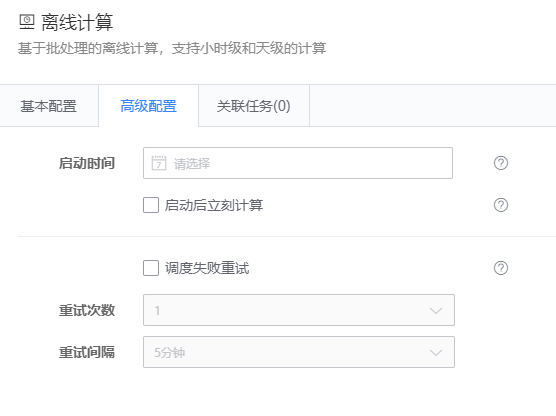 离线计算
基于批处理的离线计算，支持小时级和天级的计算
基本配置 高级配置 关联任务(0)
启动时间 7 请选择 ?
启动后立刻计算 ?
调度失败重试 ?
重试次数 1
重试间隔 5分钟